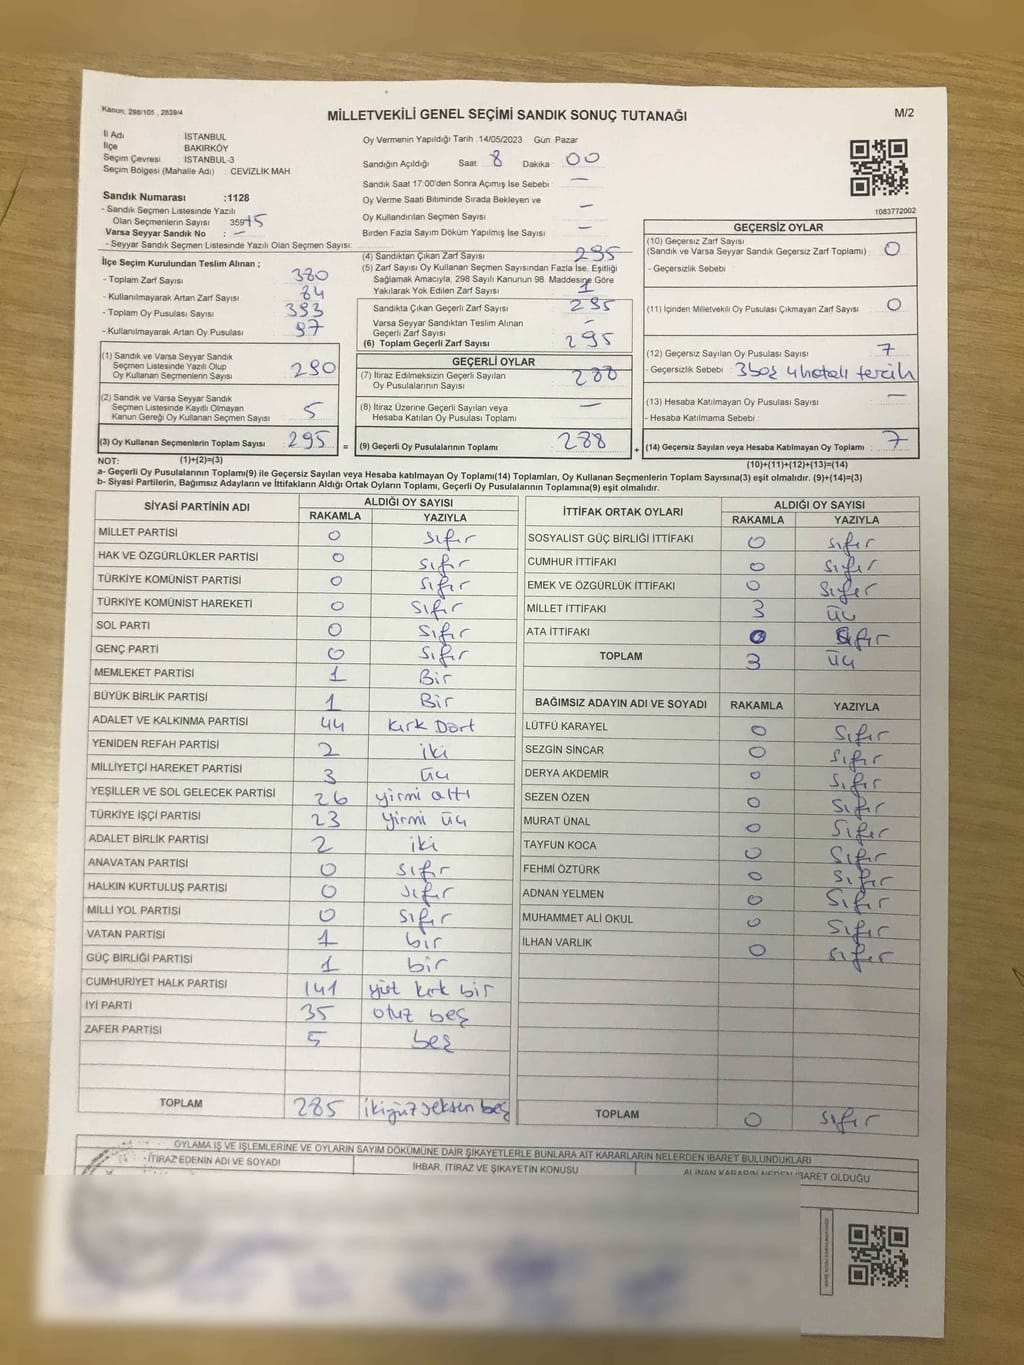 Kanun; 298/105 , 2839/4
MİLLETVEKİLİ GENEL SEÇİMİ SANDIK SONUÇ TUTANAĞI
M/2
İl Adı İSTANBUL
İlçe BAKIRKÖY
Seçim Çevresi : İSTANBUL-3
Seçim Bölgesi (Mahalle Adı) : CEVİZLİK MAH
Oy Vermenin Yapıldığı Tarih :14/05/2023 Gün: Pazar
Sandığın Açıldığı Saat: 8 Dakika : 00
Sandık Saat 17:00'den Sonra Açımış İse Sebebi : —
Oy Verme Saati Bitiminde Sırada Bekleyen ve
Oy Kullandırılan Seçmen Sayısı —
Birden Fazla Sayım Döküm Yapılmış İse Sayısı —
1083772002
Sandık Numarası :1128
- Sandık Seçmen Listesinde Yazılı
Olan Seçmenlerin Sayısı
Varsa Seyyar Sandık No : —
- Seyyar Sandık Seçmen Listesinde Yazılı Olan Seçmen Sayısı:
İlçe Seçim Kurulundan Teslim Alınan ;
- Toplam Zarf Sayısı 380
- Kullanılmayarak Artan Zarf Sayısı 84
- Toplam Oy Pusulası Sayısı 393
- Kullanılmayarak Artan Oy Pusulası 97
(1) Sandık ve Varsa Seyyar Sandık
Seçmen Listesinde Yazılı Olup
Oy Kullanan Seçmenlerin Sayısı 290
(2) Sandık ve Varsa Seyyar Sandık
Seçmen Listesinde Kayıtlı Olmayan
Kanun Gereği Oy Kullanan Seçmen Sayısı 5
(3) Oy Kullanan Seçmenlerin Toplam Sayısı 295 =
(4) Sandıktan Çıkan Zarf Sayısı 295
(5) Zarf Sayısı Oy Kullanan Seçmen Sayısından Fazla İse, Eşitliği
Sağlamak Amacıyla, 298 Sayılı Kanunun 98. Maddesine Göre
Yakılarak Yok Edilen Zarf Sayısı 1
Sandıkta Çıkan Geçerli Zarf Sayısı 295
Varsa Seyyar Sandıktan Teslim Alınan
Geçerli Zarf Sayısı —
(6) Toplam Geçerli Zarf Sayısı 295
GEÇERLİ OYLAR
(7) İtiraz Edilmeksizin Geçerli Sayılan
Oy Pusulalarının Sayısı 288
(8) İtiraz Üzerine Geçerli Sayılan veya
Hesaba Katılan Oy Pusulası Toplamı —
(9) Geçerli Oy Pusulalarının Toplamı 288 +
GEÇERSİZ OYLAR
(10) Geçersiz Zarf Sayısı
(Sandık ve Varsa Seyyar Sandık Geçersiz Zarf Toplamı) : 0
- Geçersizlik Sebebi :
(11) İçinden Milletvekili Oy Pusulası Çıkmayan Zarf Sayısı : 0
(12) Geçersiz Sayılan Oy Pusulası Sayısı : 7
- Geçersizlik Sebebi : 3 boş 4 hatalı tercih
(13) Hesaba Katılmayan Oy Pusulası Sayısı : —
- Hesaba Katılmama Sebebi :
(14) Geçersiz Sayılan veya Hesaba Katılmayan Oy Toplamı : 7
NOT: (1)+(2)=(3)
(10)+(11)+(12)+(13)=(14)
a- Geçerli Oy Pusulalarının Toplamı(9) ile Geçersiz Sayılan veya Hesaba katılmayan Oy Toplamı(14) Toplamları, Oy Kullanan Seçmenlerin Toplam Sayısına(3) eşit olmalıdır. (9)+(14)=(3)
b- Siyasi Partilerin, Bağımsız Adayların ve İttifakların Aldığı Ortak Oyların Toplamı, Geçerli Oy Pusulalarının Toplamına(9) eşit olmalıdır.
SİYASİ PARTİNİN ADI ALDIĞI OY SAYISI
RAKAMLA YAZIYLA
MİLLET PARTİSİ 0 sıfır
HAK VE ÖZGÜRLÜKLER PARTİSİ 0 sıfır
TÜRKİYE KOMÜNİST PARTİSİ 0 sıfır
TÜRKİYE KOMÜNİST HAREKETİ 0 sıfır
SOL PARTİ 0 sıfır
GENÇ PARTİ 0 sıfır
MEMLEKET PARTİSİ 1 Bir
BÜYÜK BİRLİK PARTİSİ 1 Bir
ADALET VE KALKINMA PARTİSİ 44 kırk Dört
YENİDEN REFAH PARTİSİ 2 iki
MİLLİYETÇİ HAREKET PARTİSİ 3 üç
YEŞİLLER VE SOL GELECEK PARTİSİ 26 yirmi altı
TÜRKİYE İŞÇİ PARTİSİ 23 yirmi üç
ADALET BİRLİK PARTİSİ 2 iki
ANAVATAN PARTİSİ 0 sıfır
HALKIN KURTULUŞ PARTİSİ 0 sıfır
MİLLİ YOL PARTİSİ 0 sıfır
VATAN PARTİSİ 1 bir
GÜÇ BİRLİĞİ PARTİSİ 1 bir
CUMHURİYET HALK PARTİSİ 141 yüz kırk bir
İYİ PARTİ 35 otuz beş
ZAFER PARTİSİ 5 beş
TOPLAM 285 ikiyüz seksen beş
İTTİFAK ORTAK OYLARI ALDIĞI OY SAYISI
RAKAMLA YAZIYLA
SOSYALİST GÜÇ BİRLİĞİ İTTİFAKI 0 sıfır
CUMHUR İTTİFAKI 0 sıfır
EMEK VE ÖZGÜRLÜK İTTİFAKI 0 sıfır
MİLLET İTTİFAKI 3 üç
ATA İTTİFAKI 0 sıfır
TOPLAM 3 üç
BAĞIMSIZ ADAYIN ADI VE SOYADI RAKAMLA YAZIYLA
LÜTFÜ KARAYEL 0 sıfır
SEZGİN SİNCAR 0 sıfır
DERYA AKDEMİR 0 sıfır
SEZEN ÖZEN 0 sıfır
MURAT ÜNAL 0 sıfır
TAYFUN KOCA 0 sıfır
FEHMİ ÖZTÜRK 0 sıfır
ADNAN YELMEN 0 sıfır
MUHAMMET ALİ OKUL 0 sıfır
İLHAN VARLIK 0 sıfır
TOPLAM 0 sıfır
OYLAMA İŞ VE İŞLEMLERİNE VE OYLARIN SAYIM DÖKÜMÜNE DAİR ŞİKAYETLERLE BUNLARA AİT KARARLARIN NELERDEN İBARET BULUNDUKLARI
İTİRAZ EDENİN ADI VE SOYADI İHBAR, İTİRAZ VE ŞİKAYETİN KONUSU ALINAN KARARIN NEDEN İBARET OLDUĞU